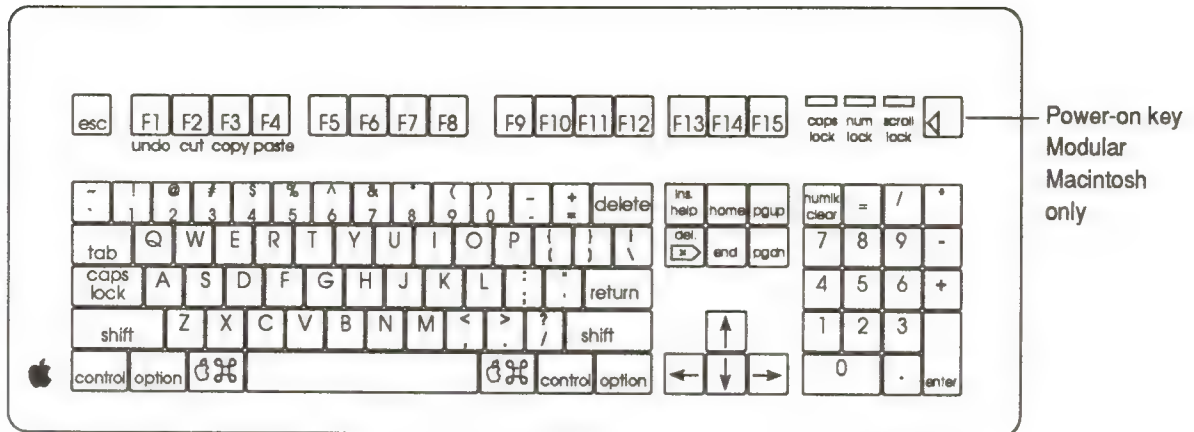 esc F1 F2 F3 F4 F5 F6 F7 F8 F9 F10 F11 F12 F13 F14 F15
undo cut copy paste
caps lock num lock scroll lock
Power-on key
Modular
Macintosh
only
~ ` ! 1 @ 2 # 3 $ 4 % 5 ^ 6 & 7 * 8 ( 9 ) 0 - + = delete
ins. help home pgup
numlk clear = / *
tab Q W E R T Y U I O P { } | \
del. end pgdn
7 8 9 -
caps lock A S D F G H J K L : ; return
4 5 6 +
shift Z X C V B N M < , > . ? / shift
↑
1 2 3
control option ⌘ ⌘ control option
← ↓ →
0 . enter